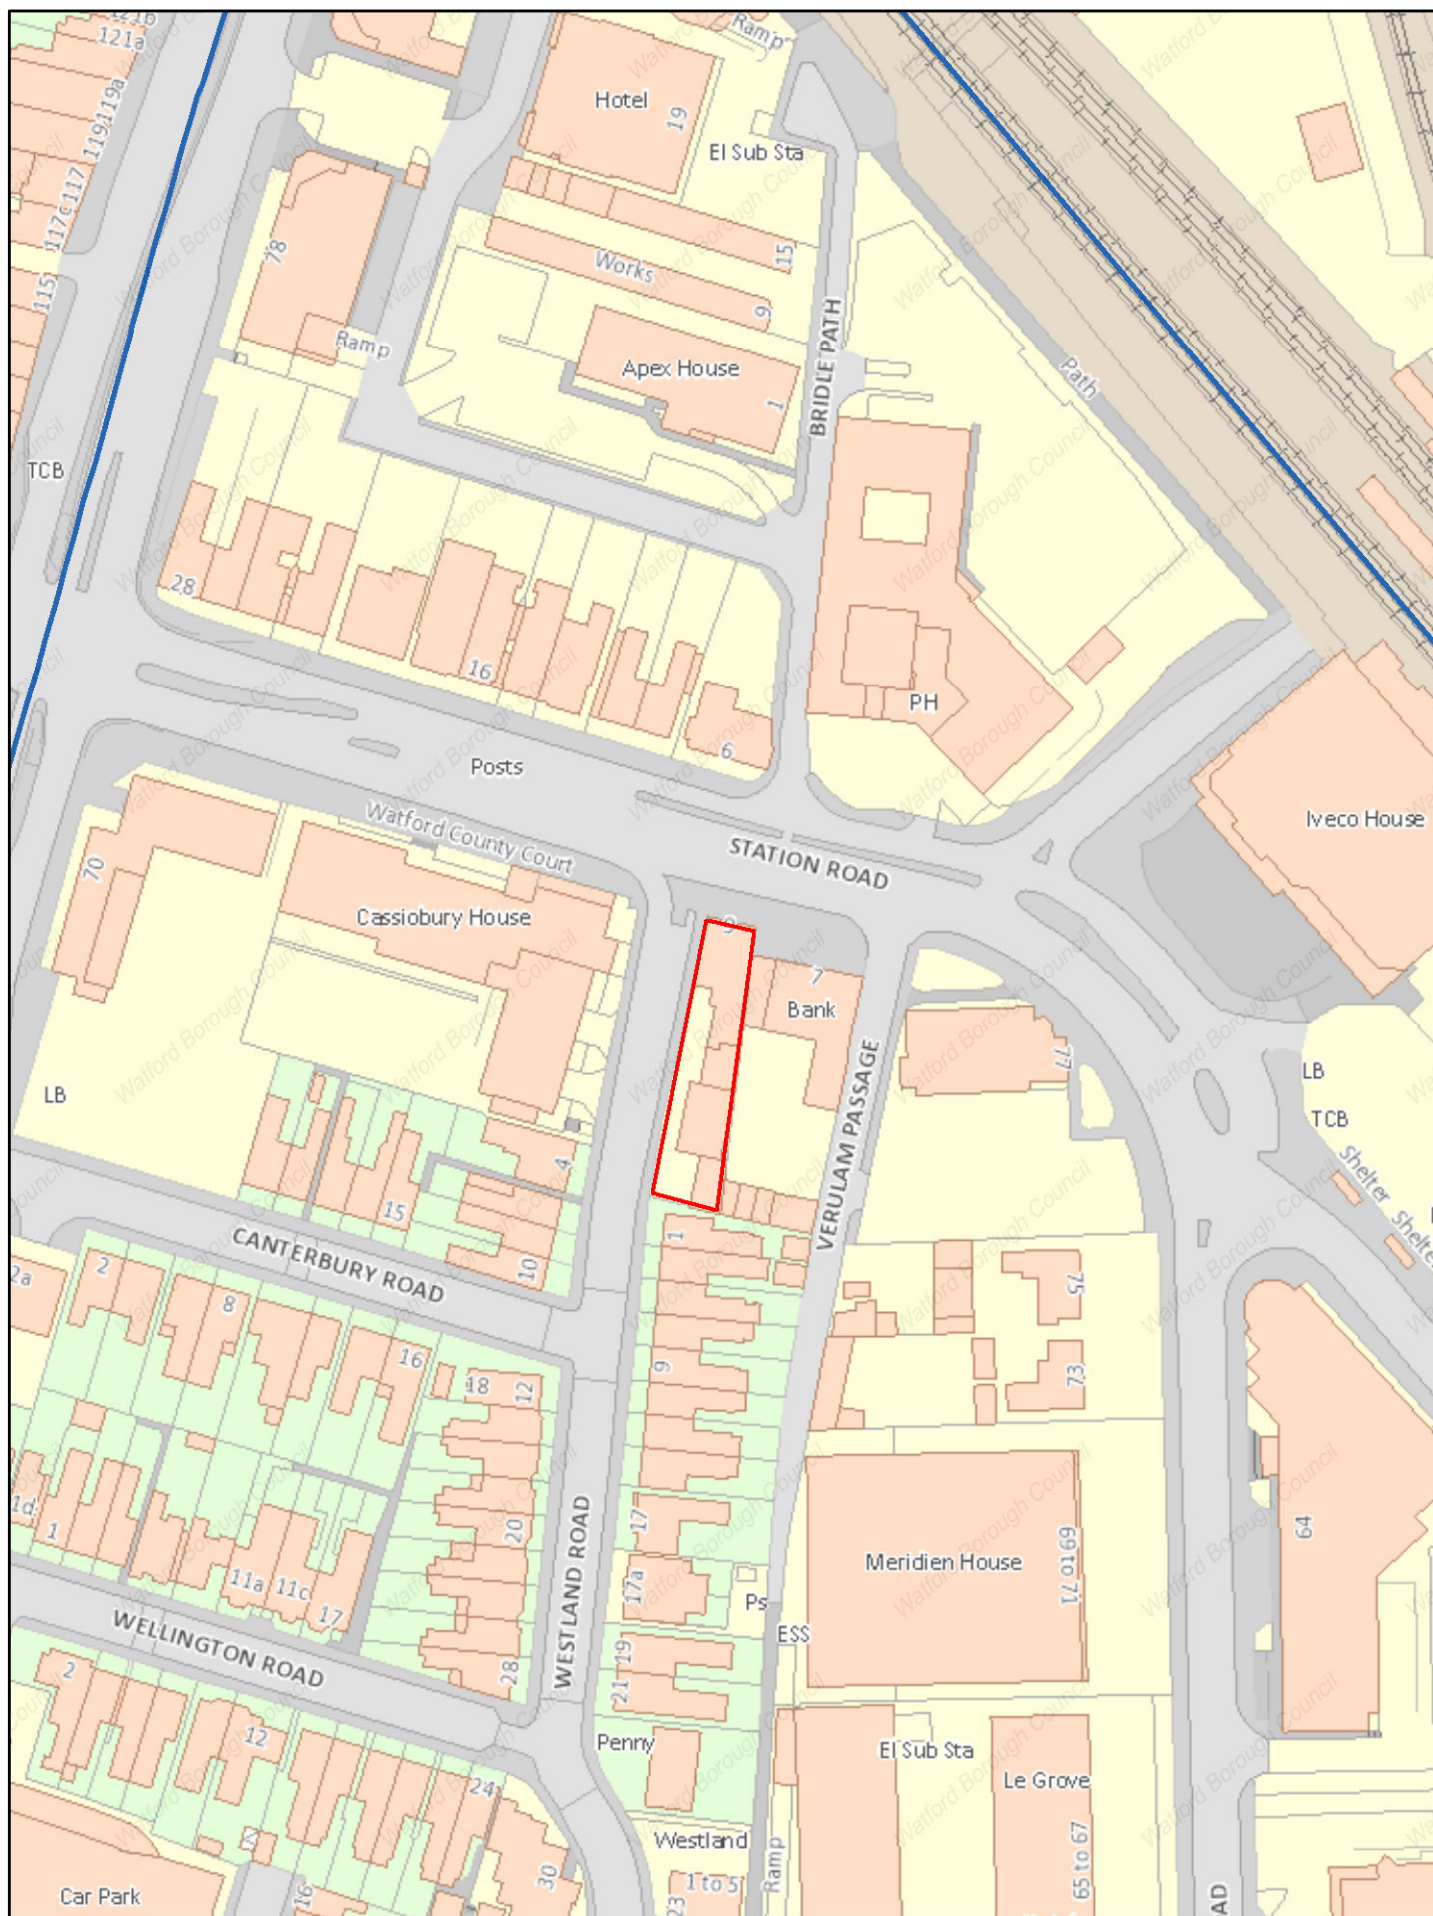 121b
121a
Ramp
Hotel
19
119a
119
El Sub Sta
117
117c
78
15
Works
115
9
Ramp
BRIDLE PATH
Apex House
1
Path
TCB
28
16
PH
6
Posts
Iveco House
Watford County Court
STATION ROAD
70
Cassiobury House
9
7
Bank
77
VERULAM PASSAGE
LB
LB
TCB
4
Shelter
15
Shelter
CANTERBURY ROAD
1
10
2a
2
75
8
16
9
73
18
12
1d
1
17
20
64
WESTLAND ROAD
69 to 71
Meridien House
11a
11c
17
17a
Ps
WELLINGTON ROAD
ESS
19
2
28
21
12
Penny
El Sub Sta
24
Le Grove
Westland
65 to 67
Ramp
30
1 to 5
Car Park
16
23
AD
Watford Borough Council